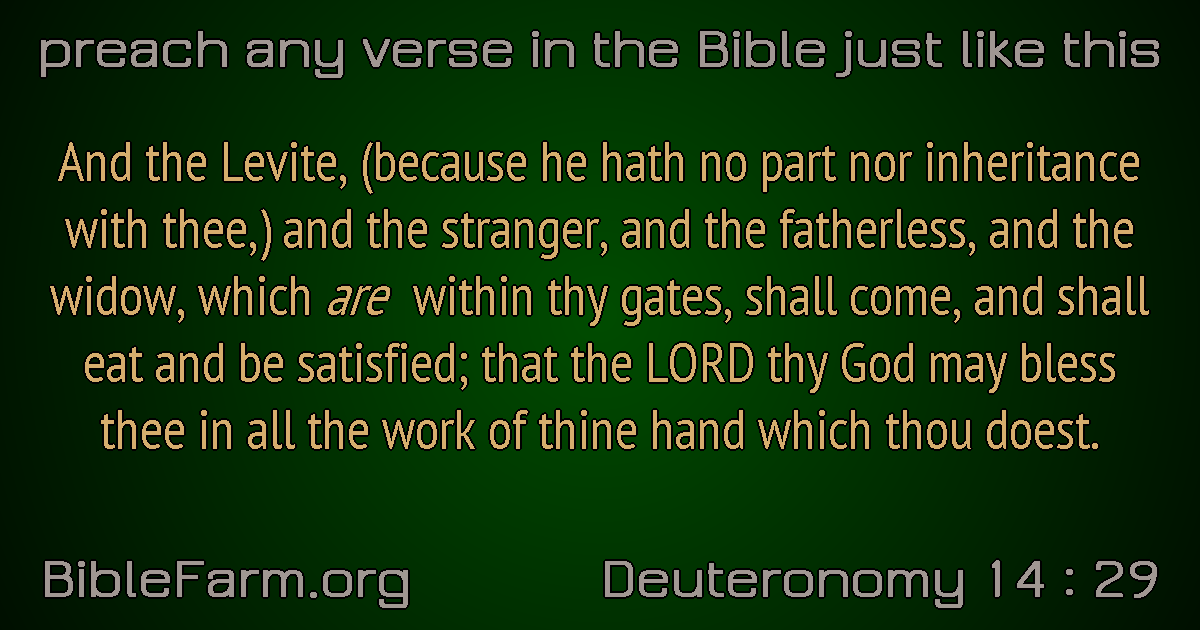 preach any verse in the Bible just like this
And the Levite, (because he hath no part nor inheritance
with thee,) and the stranger, and the fatherless, and the
widow, which are within thy gates, shall come, and shall
eat and be satisfied; that the LORD thy God may bless
thee in all the work of thine hand which thou doest.
BibleFarm.org Deuteronomy 14 : 29